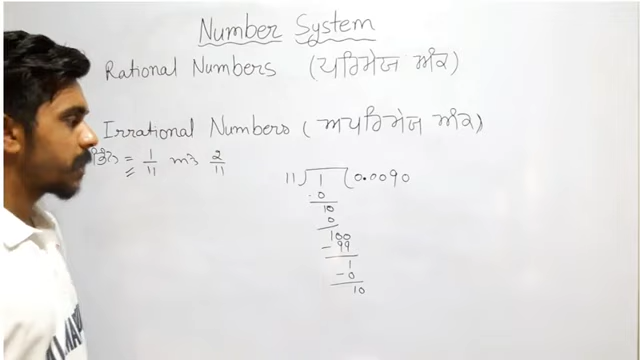 Number System
Rational Numbers (ਪਰਿਮੇਜ ਅੰਕ)
Irrational Numbers (ਅਪਰਿਮੇਜ ਅੰਕ)
= 1/11 ਅਤੇ 2/11
11 ) 1 ( 0.0090
0
10
0
100
- 99
1
- 0
10